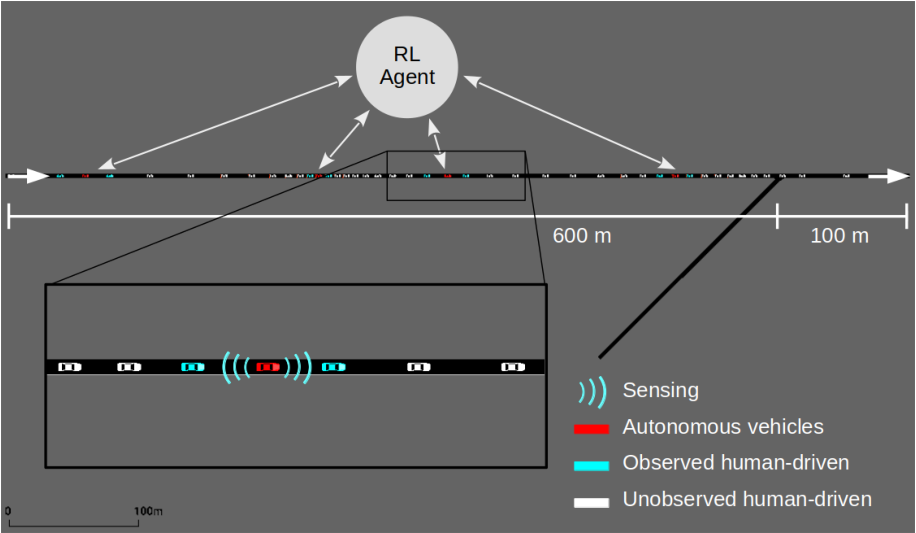 RL
Agent
600 m
100 m
Sensing
Autonomous vehicles
Observed human-driven
Unobserved human-driven
0
100m